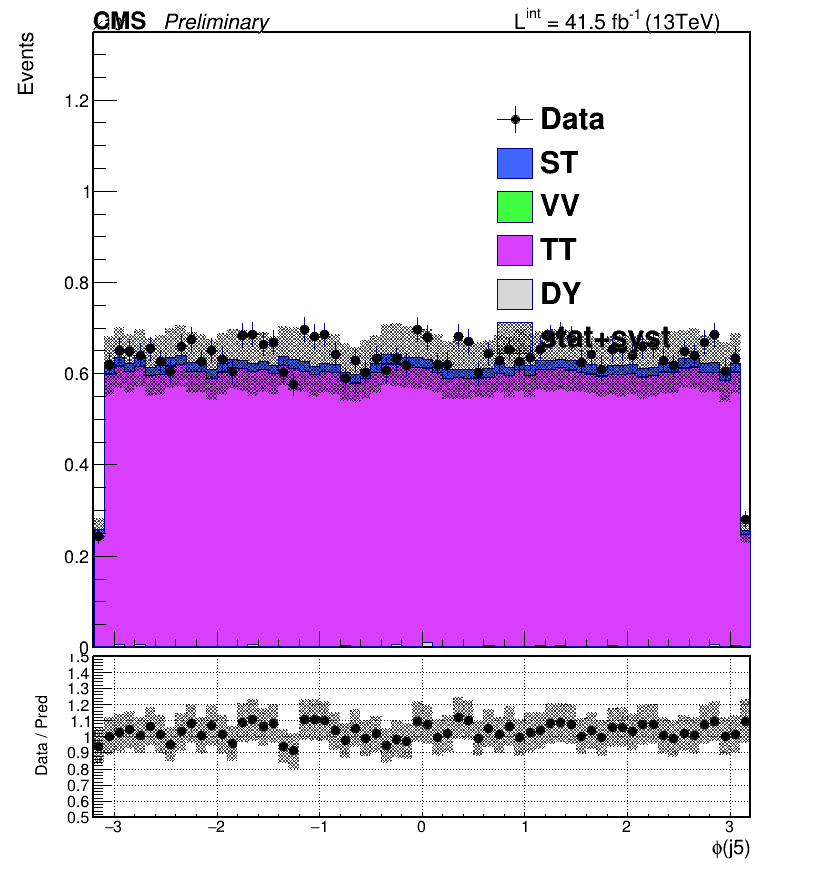 CMS Preliminary
L^int = 41.5 fb^-1 (13TeV)
Events
1.2
1
0.8
0.6
0.4
0.2
0
Data
ST
VV
TT
DY
stat+syst
Data / Pred
1.5
1.4
1.3
1.2
1.1
1
0.9
0.8
0.7
0.6
0.5
−3 −2 −1 0 1 2 3
ϕ(j5)